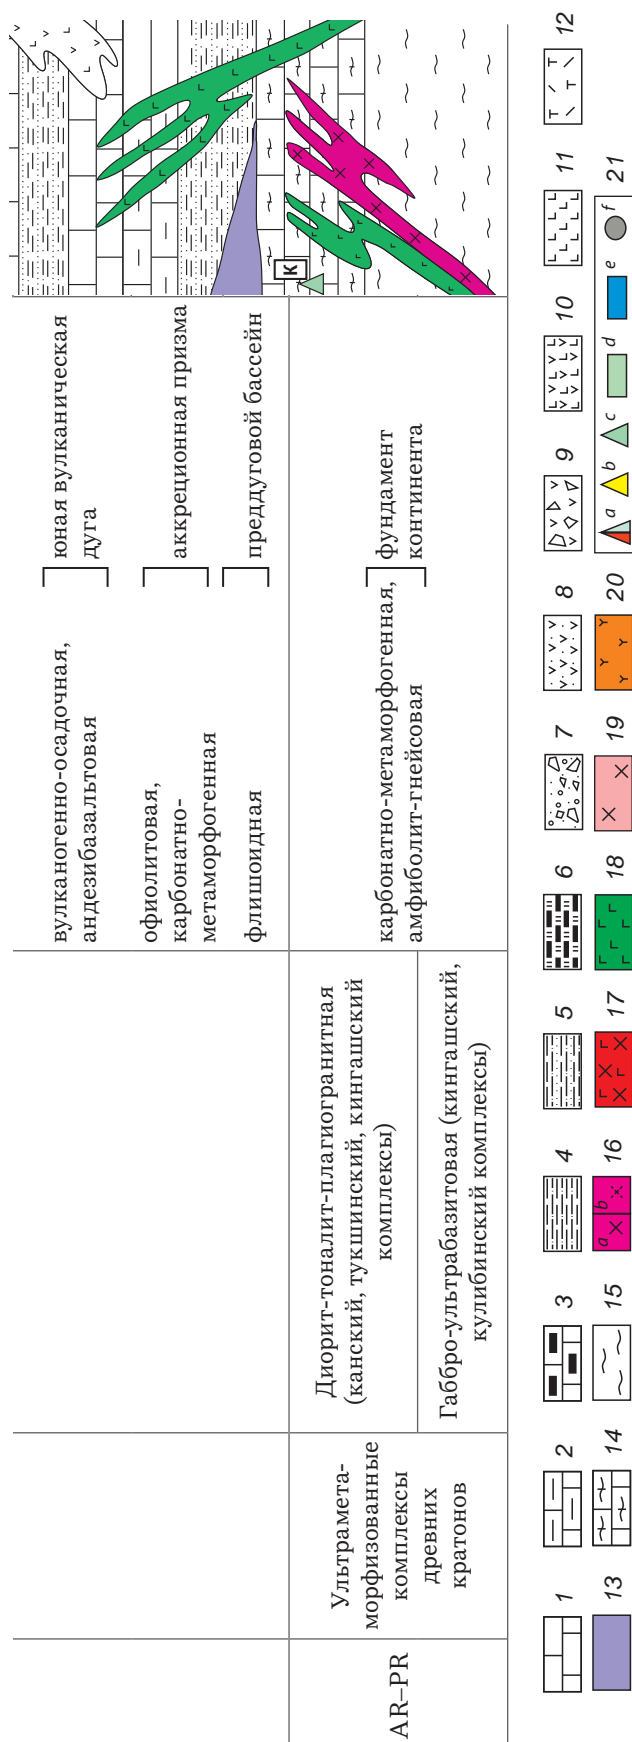 AR–PR
Ультрамета-
морфизованные
комплексы
древних
кратонов
Диорит-тоналит-плагиогранитная
(канский, тукшинский, кингашский
комплексы)
Габбро-ультрабазитовая (кингашский,
кулибинский комплексы)
вулканогенно-осадочная,
андезибазальтовая
офиолитовая,
карбонатно-
метаморфогенная
флишоидная
карбонатно-метаморфогенная,
амфиболит-гнейсовая
юная вулканическая
дуга
аккреционная призма
преддуговой бассейн
фундамент
континента
К
1 2 3 4 5 6 7 8 9 10 11 12
13 14 15 16 17 18 19 20 21
a b
a b c d e f